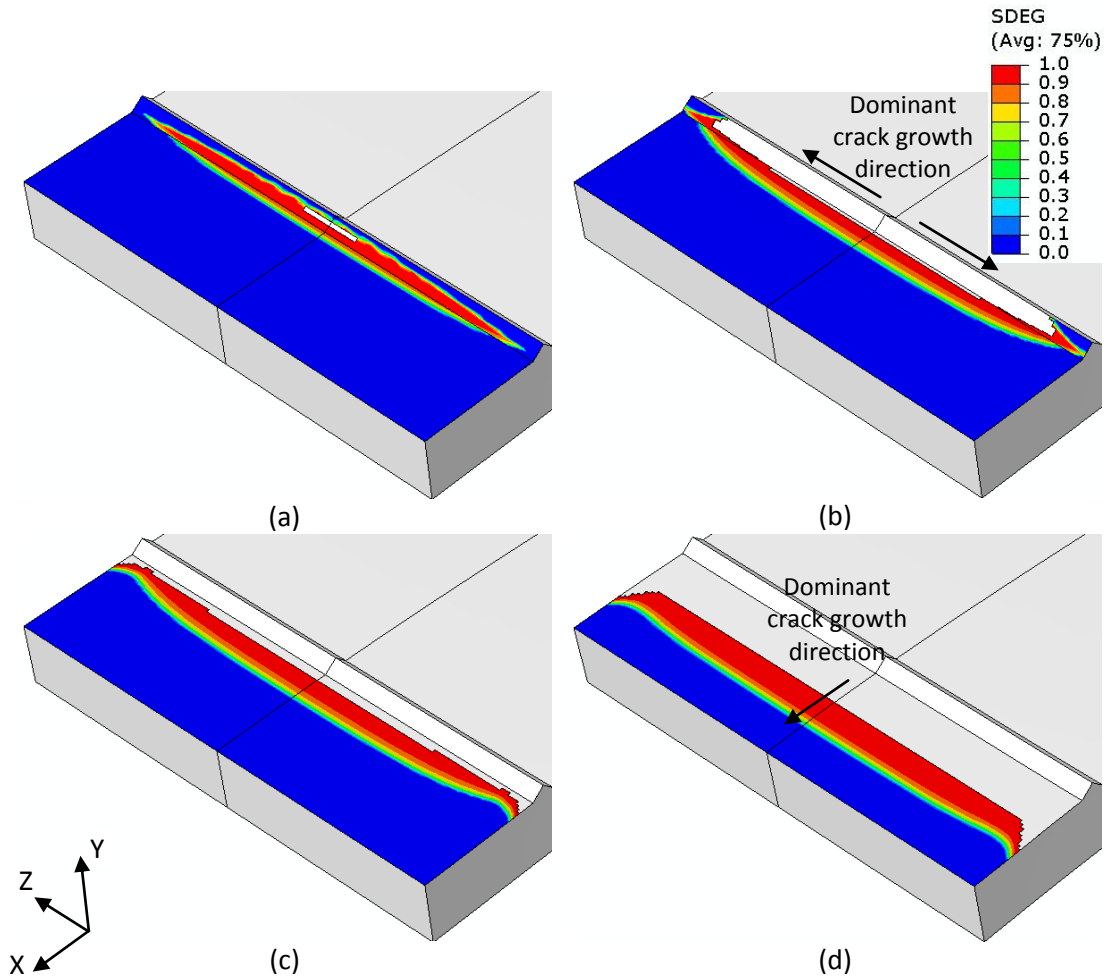 SDEG
(Avg: 75%)
1.0
0.9
0.8
0.7
0.6
0.5
0.4
0.3
0.2
0.1
0.0
Dominant
crack growth
direction
(a)
(b)
Dominant
crack growth
direction
Y
Z
X
(c)
(d)